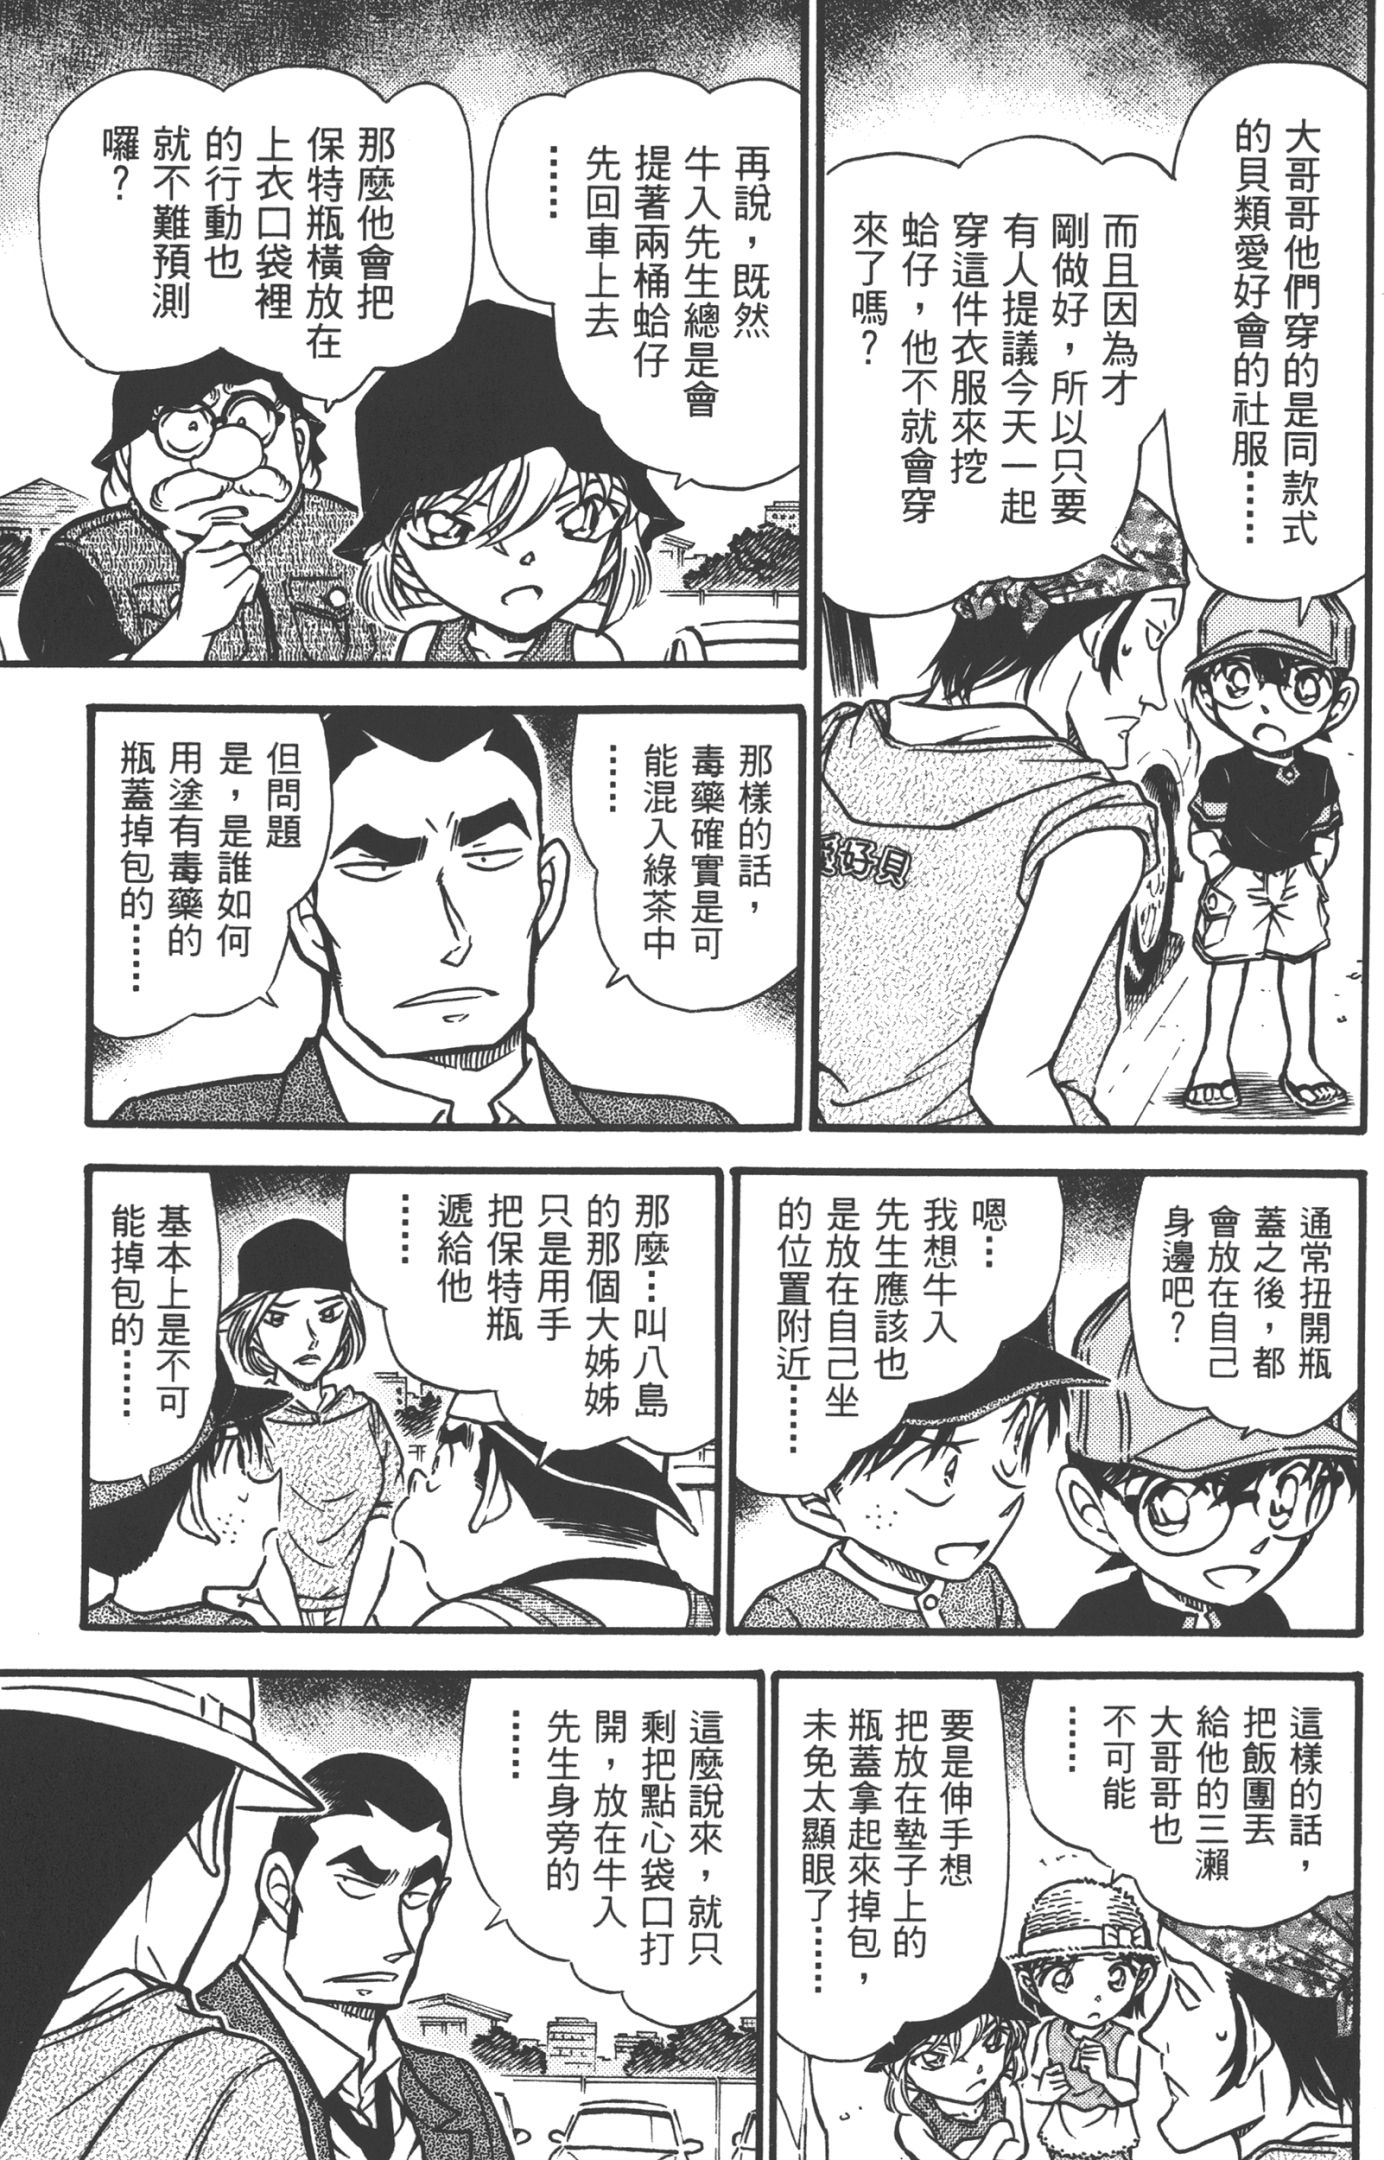 大哥哥他們穿的是同款式
的貝類愛好會的社服……
而且因為才
剛做好，所以只要
有人提議今天一起
穿這件衣服來挖
蛤仔，他不就會穿
來了嗎？
愛好貝
再說，既然
牛入先生總是會
提著兩桶蛤仔
先回車上去
……
那麼他會把
保特瓶橫放在
上衣口袋裡
的行動也
就不難預測
囉？
那樣的話，
毒藥確實是可
能混入綠茶中
……
但問題
是，是誰如何
用塗有毒藥的
瓶蓋掉包的……
通常扭開瓶
蓋之後，都
會放在自己
身邊吧？
嗯…
我想牛入
先生應該也
是放在自己坐
的位置附近……
那麼…叫八島
的那個大姊姊
只是用手
把保特瓶
遞給他
……
基本上是不可
能掉包的……
這樣的話，
把飯團丟
給他的三瀨
大哥哥也
不可能
……
要是伸手想
把放在墊子上的
瓶蓋拿起來掉包，
未免太顯眼了……
這麼說來，就只
剩把點心袋口打
開，放在牛入
先生身旁的
……